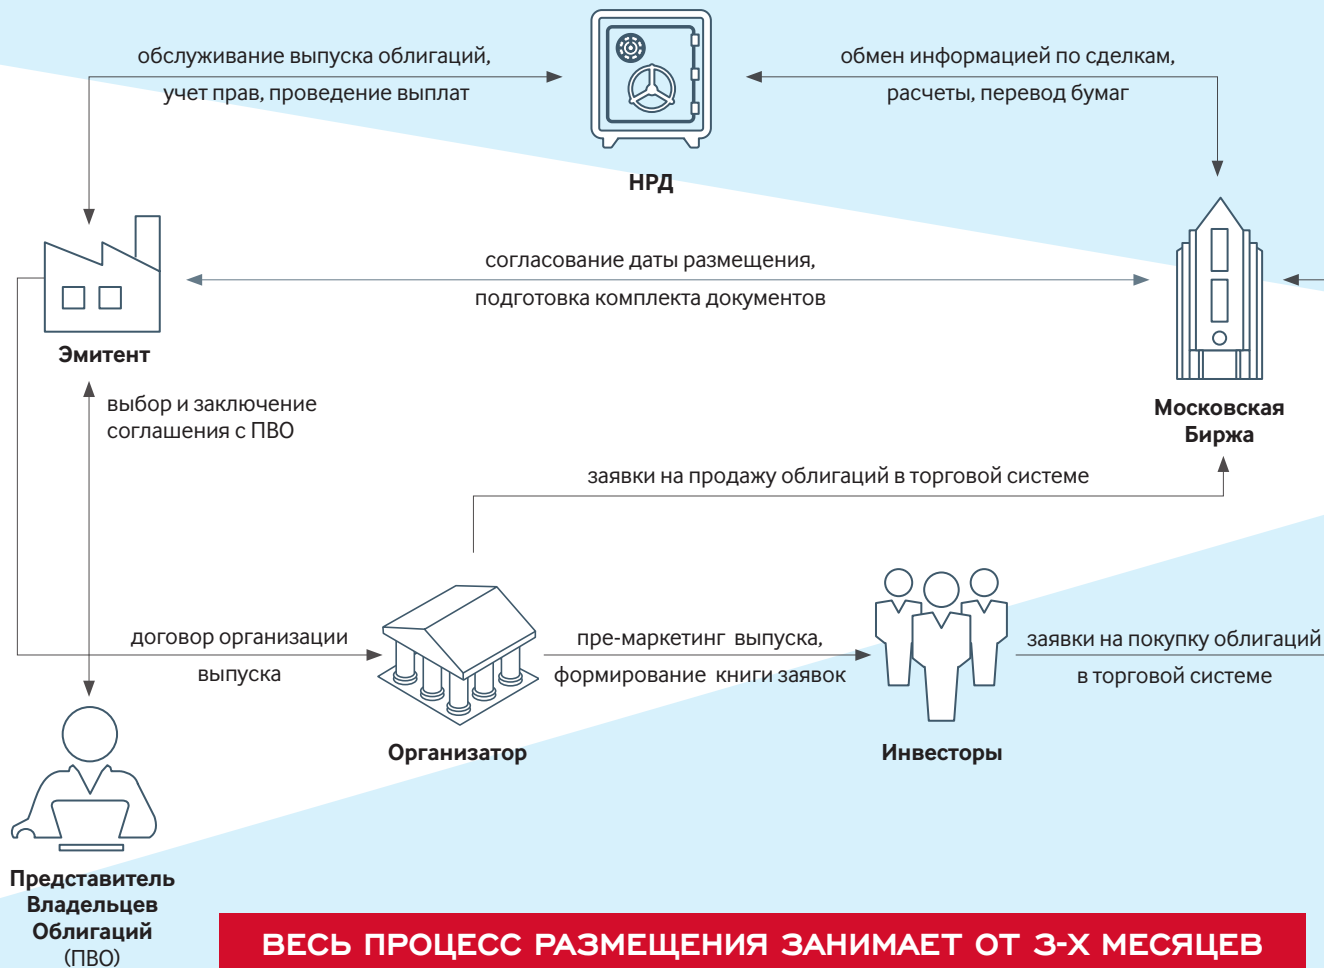 обслуживание выпуска облигаций,
учет прав, проведение выплат
обмен информацией по сделкам,
расчеты, перевод бумаг
НРД
согласование даты размещения,
подготовка комплекта документов
Эмитент
выбор и заключение
соглашения с ПВО
Московская
Биржа
заявки на продажу облигаций в торговой системе
договор организации
выпуска
пре-маркетинг выпуска,
формирование книги заявок
заявки на покупку облигаций
в торговой системе
Организатор
Инвесторы
Представитель
Владельцев
Облигаций
(ПВО)
ВЕСЬ ПРОЦЕСС РАЗМЕЩЕНИЯ ЗАНИМАЕТ ОТ 3-Х МЕСЯЦЕВ